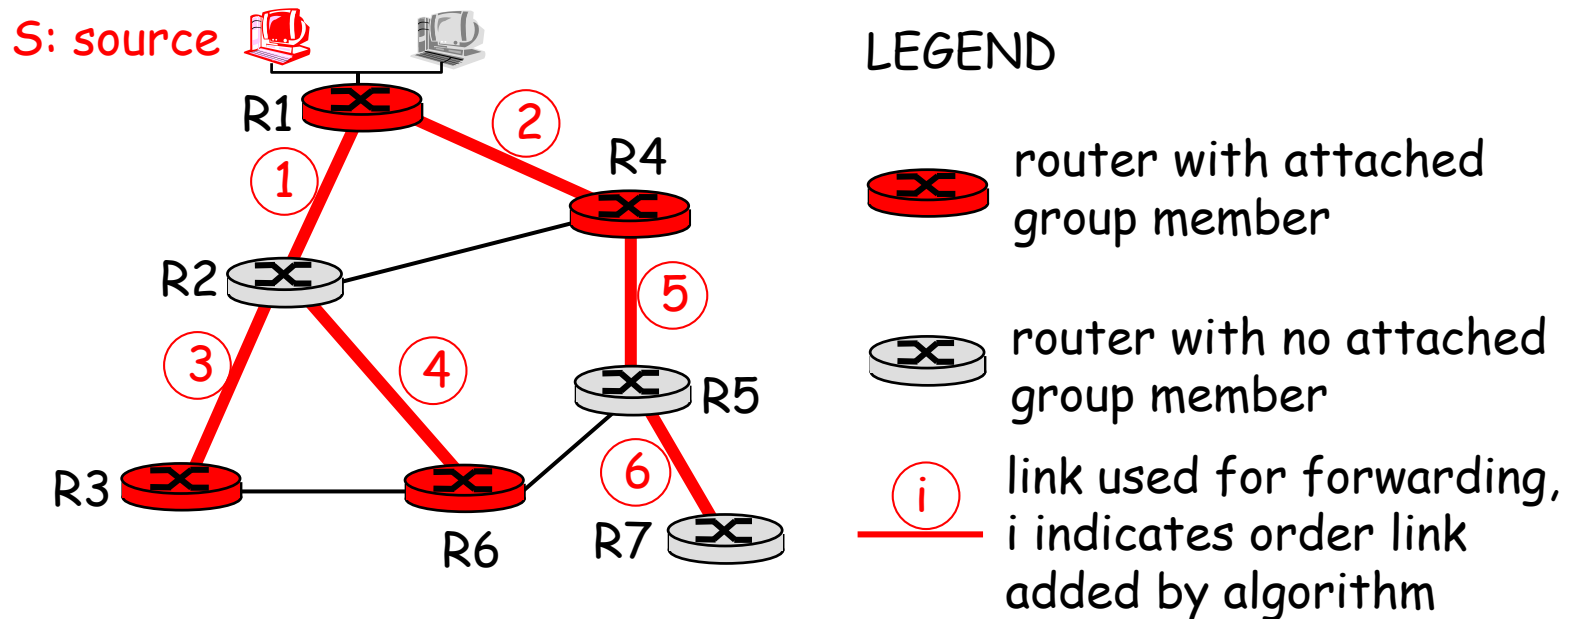 S: source
R1
2
R4
1
R2
5
3
4
R5
R3
6
R6
R7
LEGEND
router with attached
group member
router with no attached
group member
i
link used for forwarding,
i indicates order link
added by algorithm